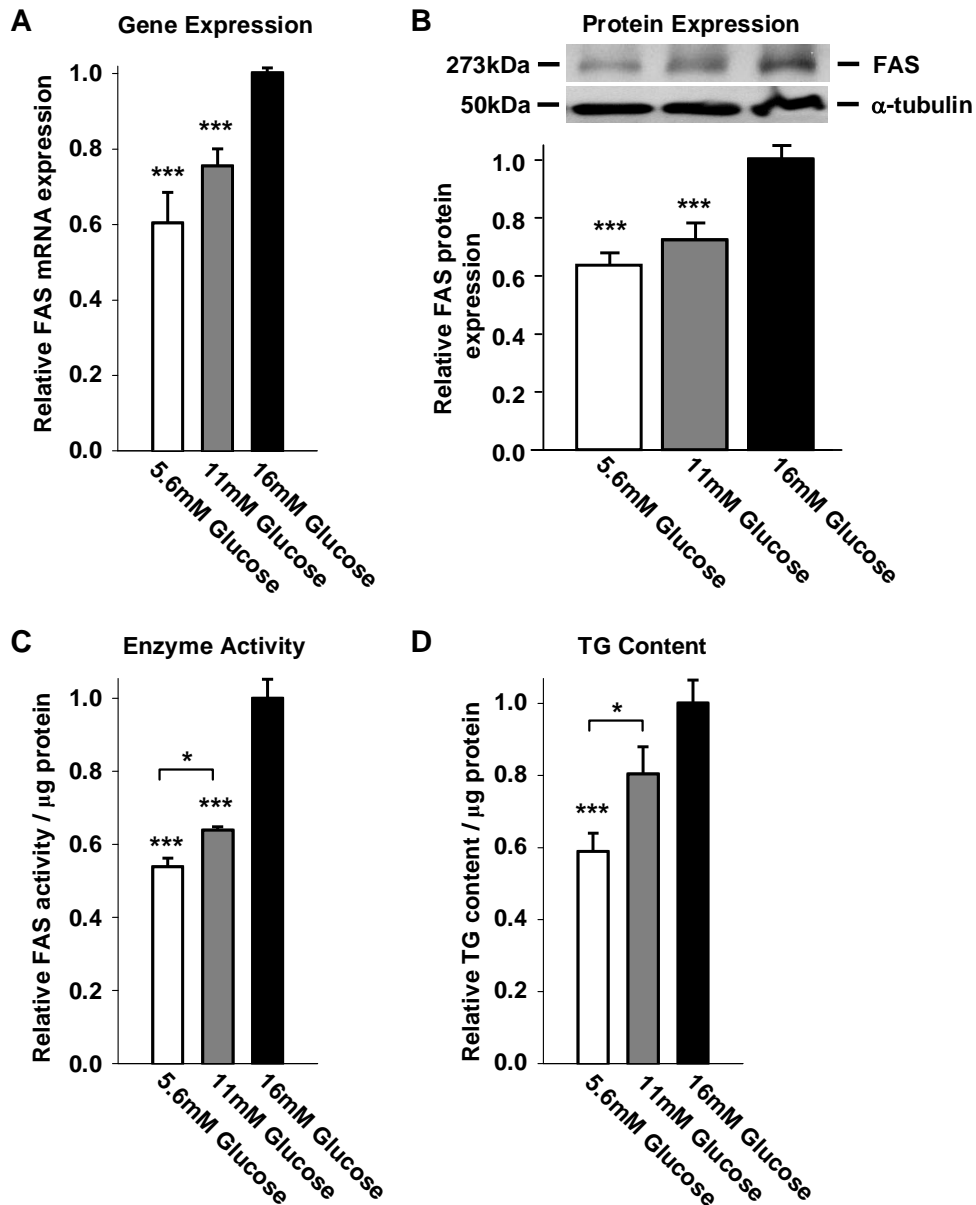 A
Gene Expression
Relative FAS mRNA expression
1.0
0.8
0.6
0.4
0.2
0.0
***
***
5.6mM Glucose
11mM Glucose
16mM Glucose
B
Protein Expression
273kDa
FAS
50kDa
α-tubulin
Relative FAS protein
expression
1.0
0.8
0.6
0.4
0.2
0.0
***
***
5.6mM Glucose
11mM Glucose
16mM Glucose
C
Enzyme Activity
Relative FAS activity / µg protein
1.0
0.8
0.6
0.4
0.2
0.0
*
***
***
5.6mM Glucose
11mM Glucose
16mM Glucose
D
TG Content
Relative TG content / µg protein
1.0
0.8
0.6
0.4
0.2
0.0
*
***
5.6mM Glucose
11mM Glucose
16mM Glucose